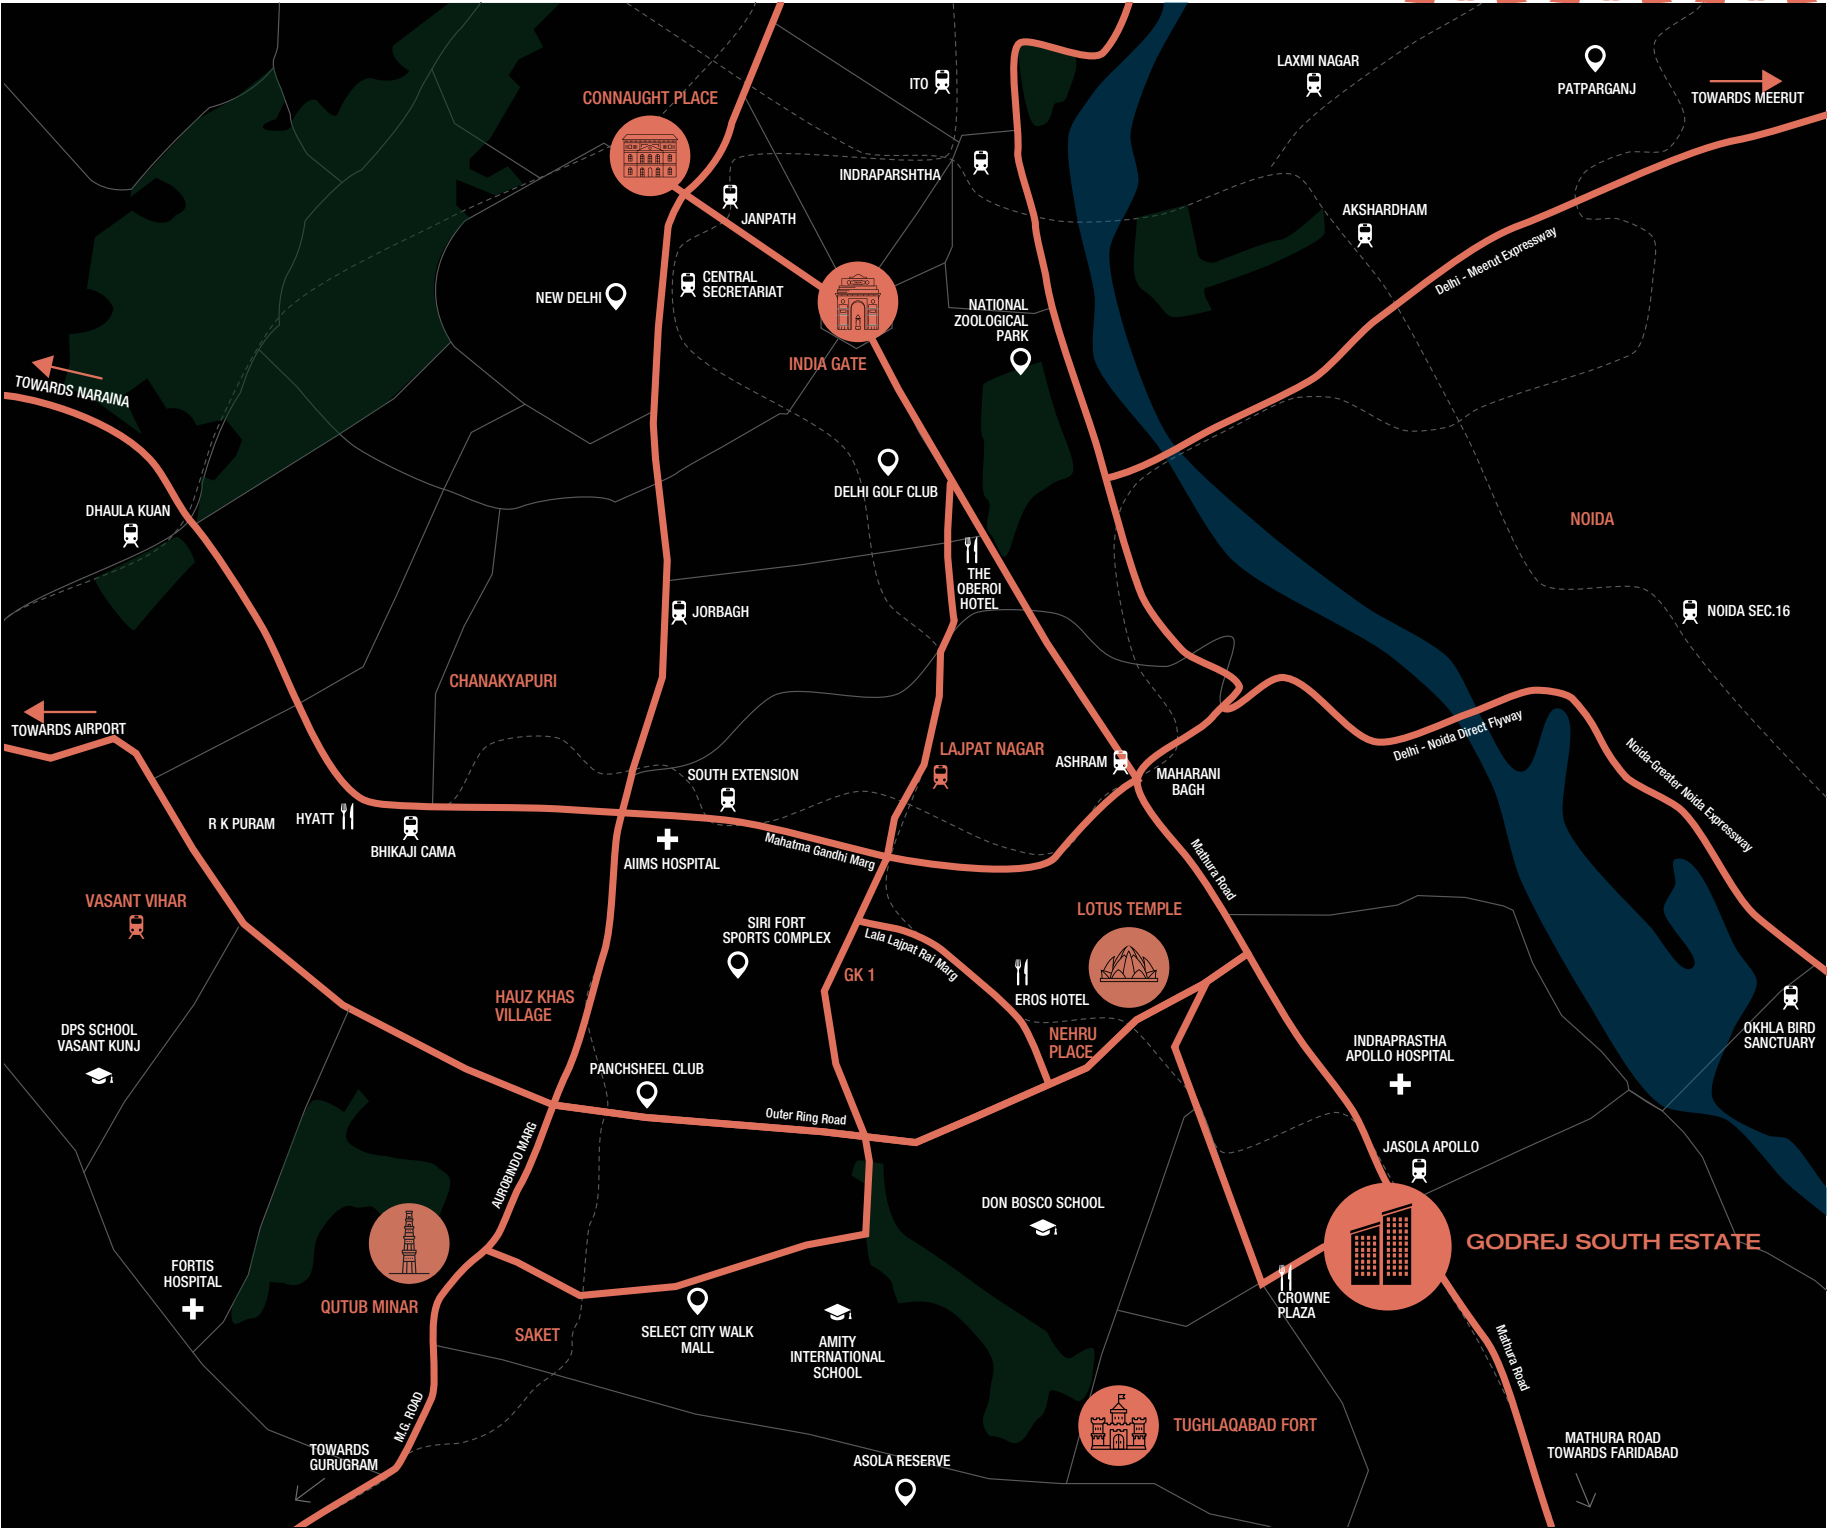 LAXMI NAGAR
ITO
PATPARGANJ
TOWARDS MEERUT
CONNAUGHT PLACE
INDRAPARSHTHA
JANPATH
AKSHARDHAM
Delhi - Meerut Expressway
CENTRAL
SECRETARIAT
NEW DELHI
NATIONAL
ZOOLOGICAL
PARK
INDIA GATE
TOWARDS NARAINA
DELHI GOLF CLUB
DHAULA KUAN
NOIDA
THE
OBEROI
HOTEL
JORBAGH
NOIDA SEC.16
CHANAKYAPURI
TOWARDS AIRPORT
Delhi - Noida Direct Flyway
LAJPAT NAGAR
ASHRAM
MAHARANI
BAGH
Noida-Greater Noida Expressway
SOUTH EXTENSION
R K PURAM
HYATT
BHIKAJI CAMA
Mahatma Gandhi Marg
AIIMS HOSPITAL
Mathura Road
VASANT VIHAR
LOTUS TEMPLE
SIRI FORT
SPORTS COMPLEX
Lala Lajpat Rai Marg
GK 1
HAUZ KHAS
VILLAGE
EROS HOTEL
NEHRU
PLACE
DPS SCHOOL
VASANT KUNJ
OKHLA BIRD
SANCTUARY
INDRAPRASTHA
APOLLO HOSPITAL
PANCHSHEEL CLUB
Outer Ring Road
AUROBINDO MARG
JASOLA APOLLO
DON BOSCO SCHOOL
GODREJ SOUTH ESTATE
FORTIS
HOSPITAL
QUTUB MINAR
CROWNE
PLAZA
SAKET
SELECT CITY WALK
MALL
AMITY
INTERNATIONAL
SCHOOL
Mathura Road
M.G. ROAD
TUGHLAQABAD FORT
TOWARDS
GURUGRAM
ASOLA RESERVE
MATHURA ROAD
TOWARDS FARIDABAD